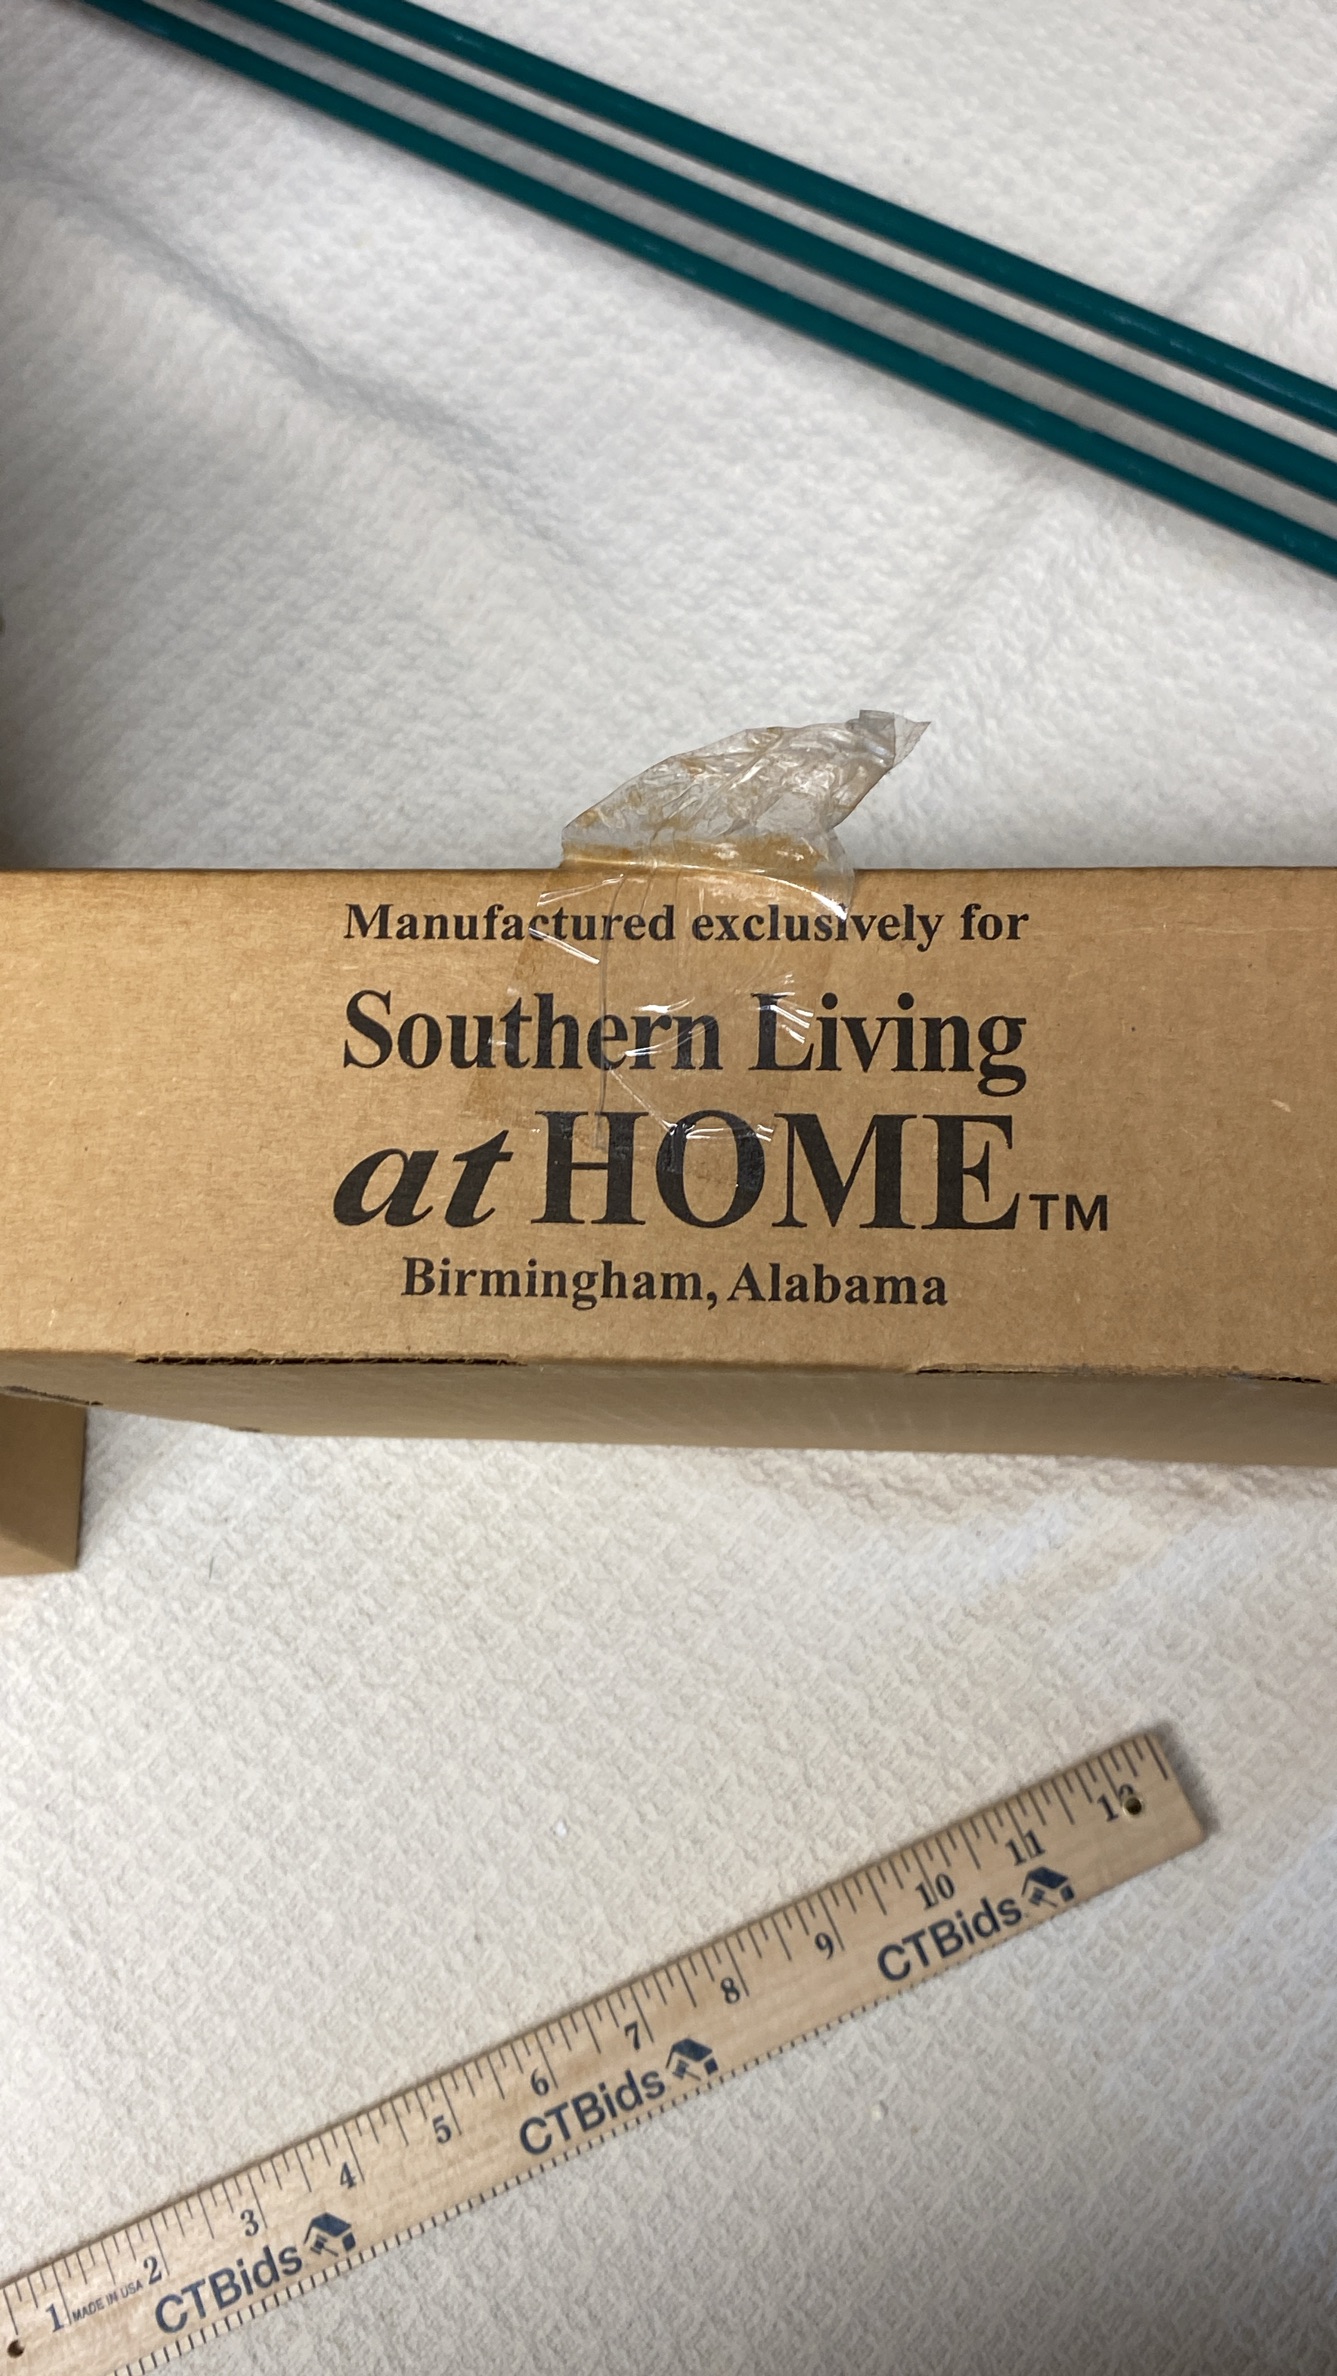 Manufactured exclusively for
Southern Living
at HOME™
Birmingham, Alabama
1 2 3 4 5 6 7 8 9 10 11 12
MADE IN USA
CTBids CTBids CTBids